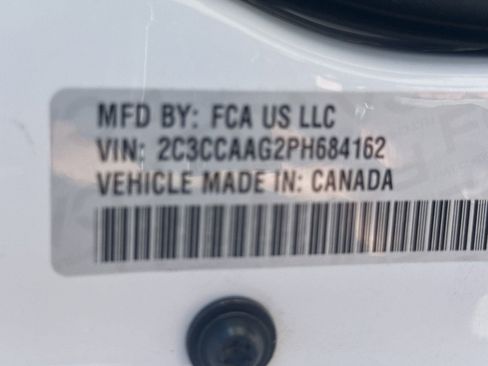 MFD BY: FCA US LLC
VIN: 2C3CCAAG2PH684162
VEHICLE MADE IN: CANADA